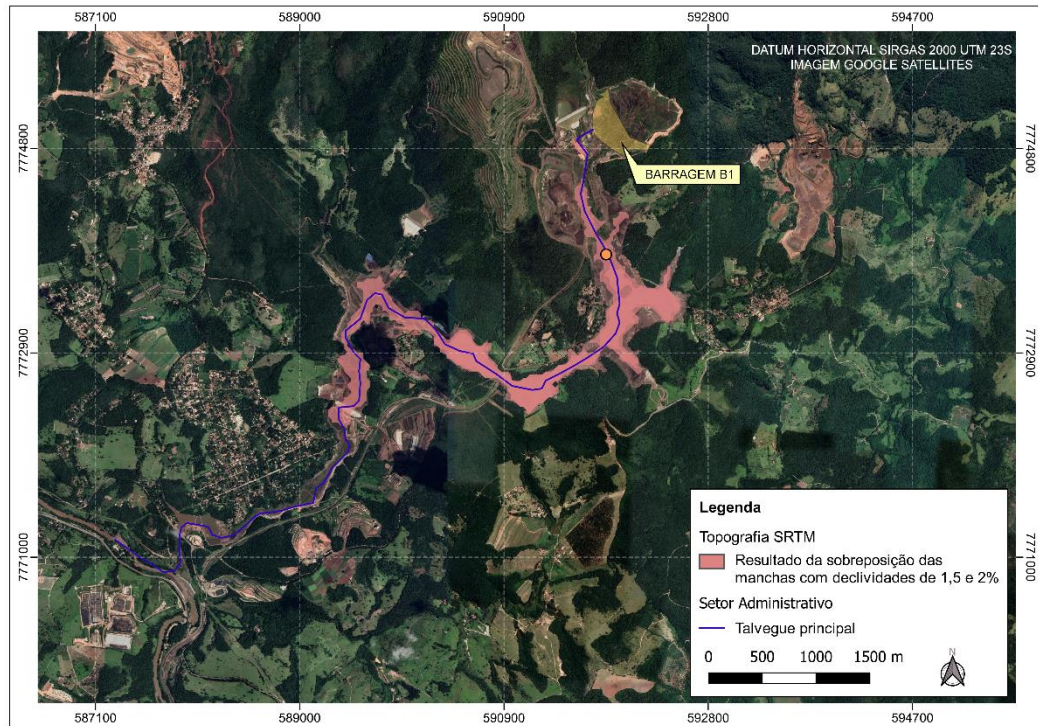 587100 589000 590900 592800 594700
DATUM HORIZONTAL SIRGAS 2000 UTM 23S
IMAGEM GOOGLE SATELLITES
7774800 7774800
BARRAGEM B1
7772900 7772900
7771000 7771000
Legenda
Topografia SRTM
Resultado da sobreposição das
manchas com declividades de 1,5 e 2%
Setor Administrativo
Talvegue principal
0 500 1000 1500 m
587100 589000 590900 592800 594700